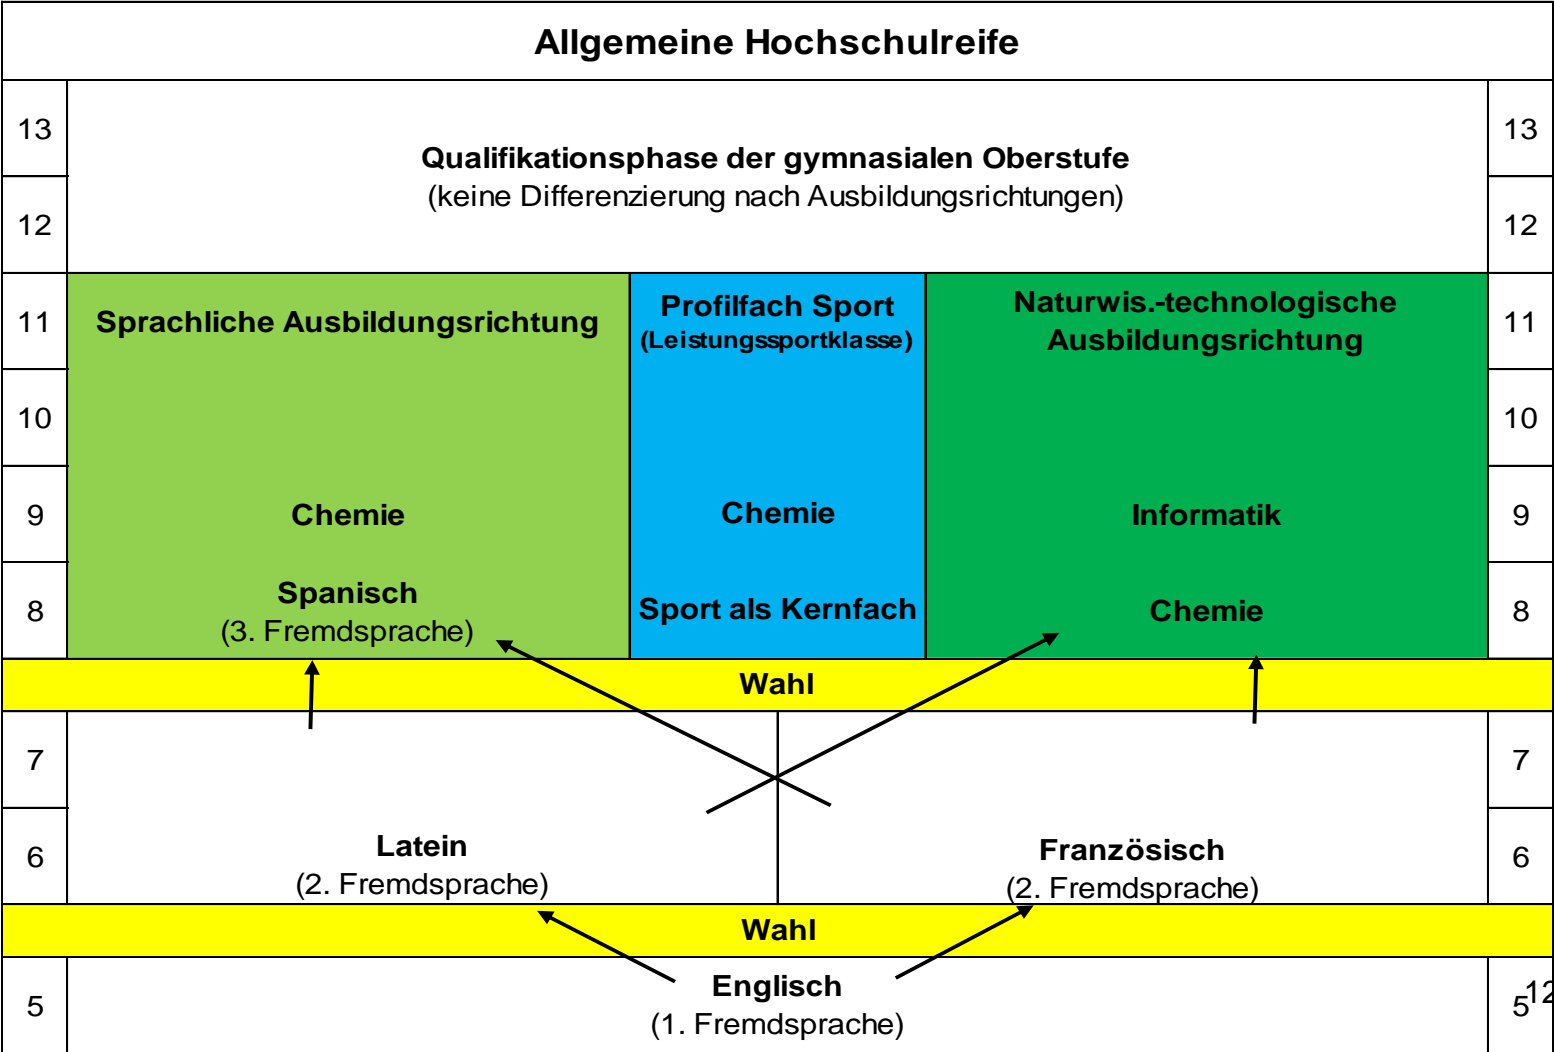 Allgemeine Hochschulreife
13
13
Qualifikationsphase der gymnasialen Oberstufe
(keine Differenzierung nach Ausbildungsrichtungen)
12
12
11
Sprachliche Ausbildungsrichtung
Profilfach Sport
(Leistungssportklasse)
Naturwis.-technologische
Ausbildungsrichtung
11
10
10
9
Chemie
Chemie
Informatik
9
8
Spanisch
(3. Fremdsprache)
Sport als Kernfach
Chemie
8
Wahl
7
7
6
Latein
(2. Fremdsprache)
Französisch
(2. Fremdsprache)
6
Wahl
5
Englisch
(1. Fremdsprache)
5
12